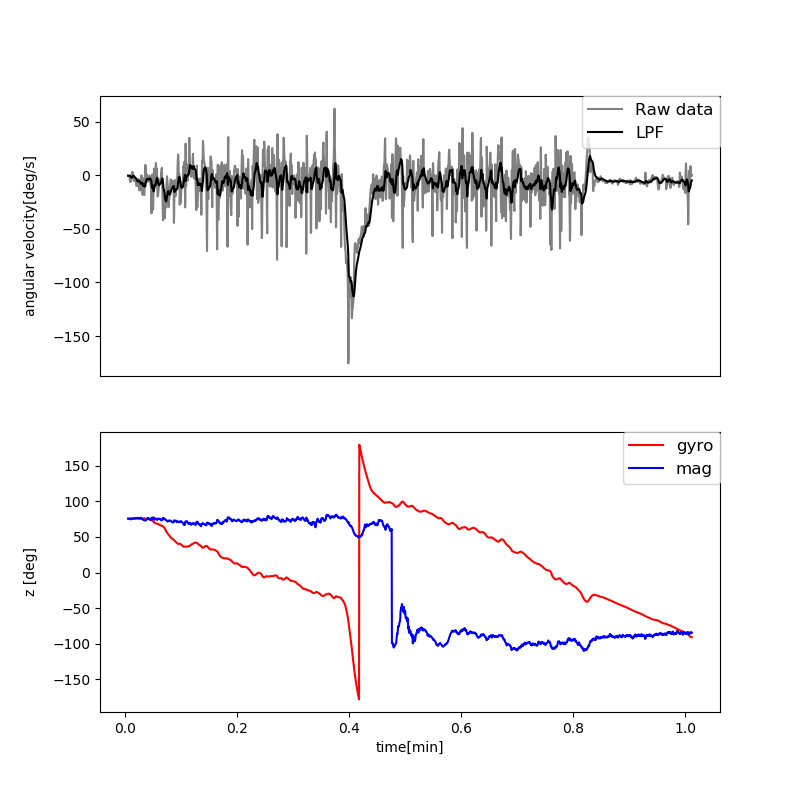 Raw data
LPF
50
0
−50
−100
−150
angular velocity[deg/s]
gyro
mag
150
100
50
0
−50
−100
−150
z [deg]
0.0 0.2 0.4 0.6 0.8 1.0
time[min]